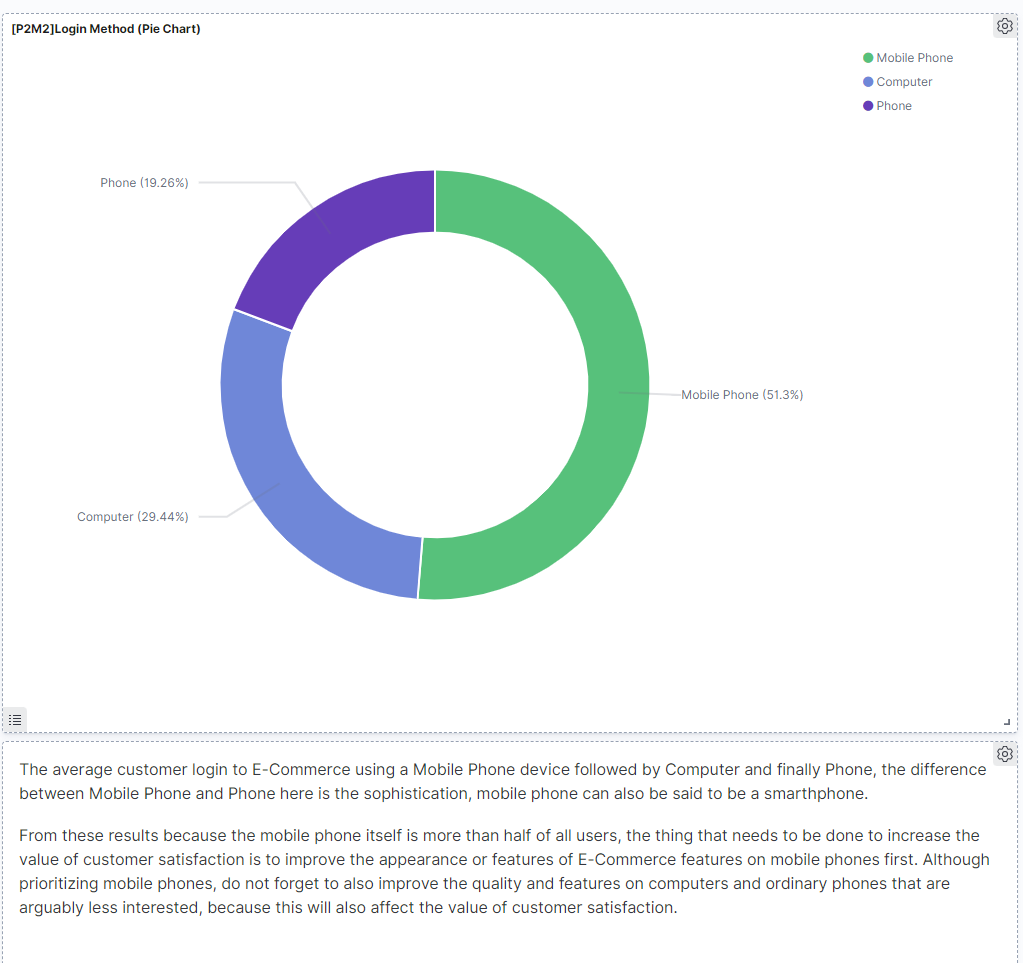 [P2M2]Login Method (Pie Chart)
Mobile Phone
Computer
Phone
Phone (19.26%)
Mobile Phone (51.3%)
Computer (29.44%)
The average customer login to E-Commerce using a Mobile Phone device followed by Computer and finally Phone, the difference
between Mobile Phone and Phone here is the sophistication, mobile phone can also be said to be a smarthphone.
From these results because the mobile phone itself is more than half of all users, the thing that needs to be done to increase the
value of customer satisfaction is to improve the appearance or features of E-Commerce features on mobile phones first. Although
prioritizing mobile phones, do not forget to also improve the quality and features on computers and ordinary phones that are
arguably less interested, because this will also affect the value of customer satisfaction.